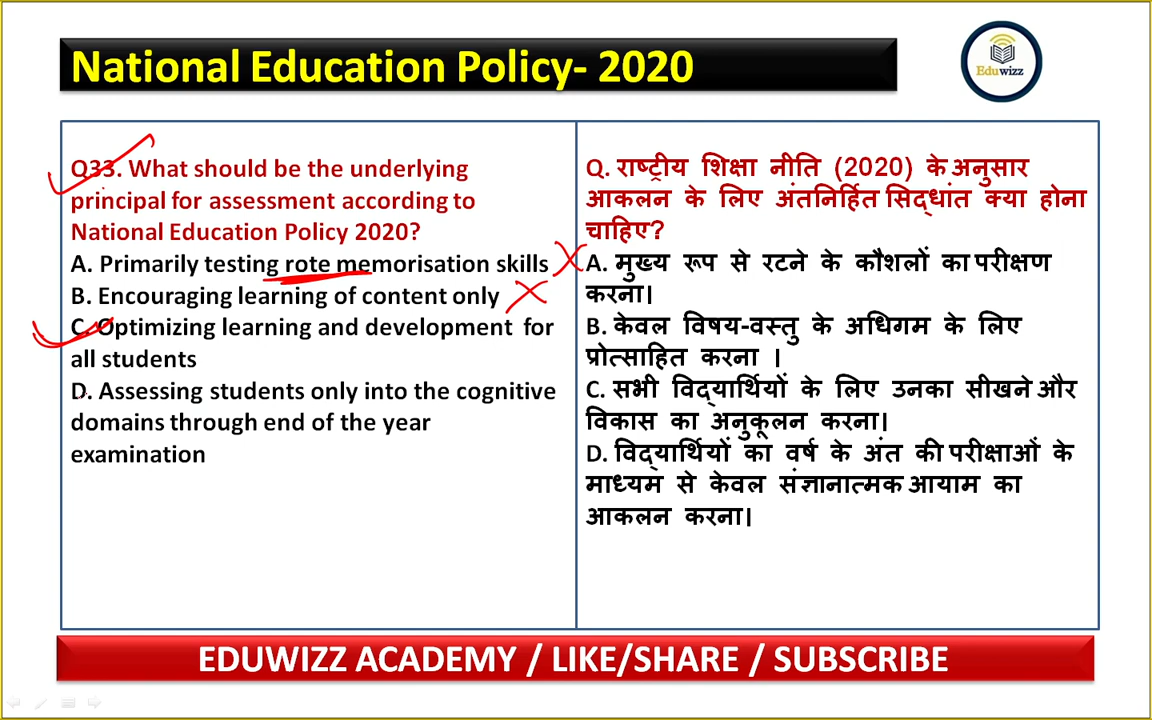 National Education Policy- 2020
Eduwizz
Q33. What should be the underlying
principal for assessment according to
National Education Policy 2020?
A. Primarily testing rote memorisation skills
B. Encouraging learning of content only
C. Optimizing learning and development for
all students
D. Assessing students only into the cognitive
domains through end of the year
examination
Q. राष्ट्रीय शिक्षा नीति (2020) के अनुसार
आकलन के लिए अंतनिर्हित सिद्धांत क्या होना
चाहिए?
A. मुख्य रूप से रटने के कौशलों का परीक्षण
करना।
B. केवल विषय-वस्तु के अधिगम के लिए
प्रोत्साहित करना ।
C. सभी विद्यार्थियों के लिए उनका सीखने और
विकास का अनुकूलन करना।
D. विद्यार्थियों का वर्ष के अंत की परीक्षाओं के
माध्यम से केवल संज्ञानात्मक आयाम का
आकलन करना।
EDUWIZZ ACADEMY / LIKE/SHARE / SUBSCRIBE